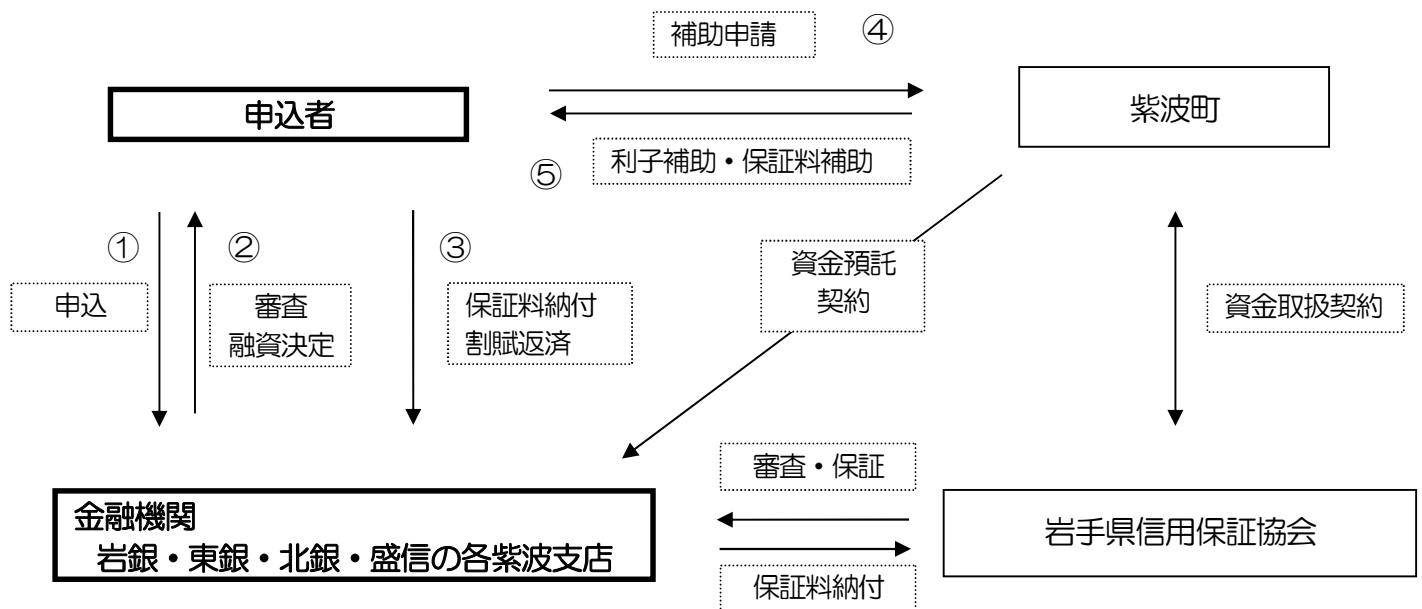 補助申請 ④
申込者
紫波町
⑤ 利子補助・保証料補助
① ② ③
申込
審査
融資決定
保証料納付
割賦返済
資金預託
契約
資金取扱契約
審査・保証
金融機関
岩銀・東銀・北銀・盛信の各紫波支店
岩手県信用保証協会
保証料納付